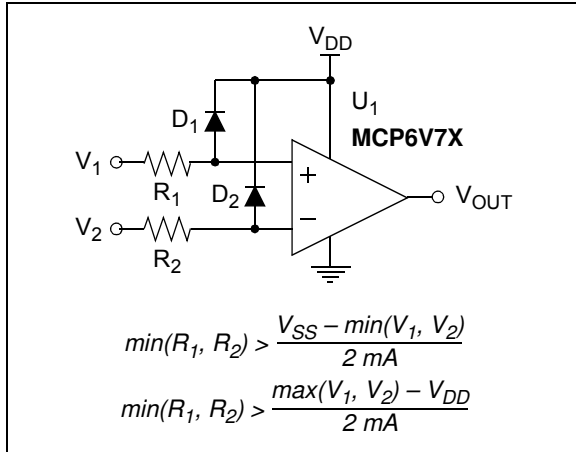 V_DD
U_1
D_1
MCP6V7X
V_1
+
R_1
D_2
V_OUT
V_2
−
R_2
min(R_1, R_2) > (V_SS – min(V_1, V_2)) / 2 mA
min(R_1, R_2) > (max(V_1, V_2) – V_DD) / 2 mA